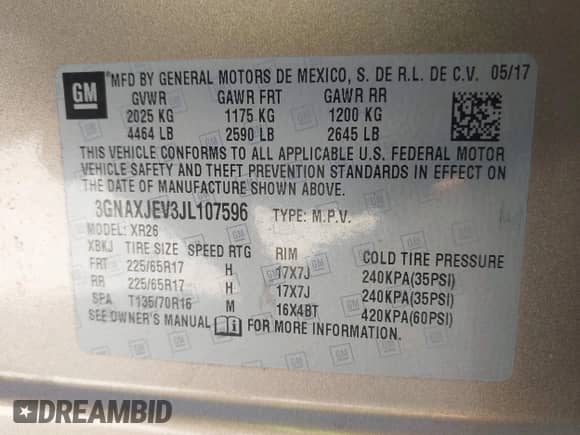 GM *MFD BY GENERAL MOTORS DE MEXICO, S. DE R.L. DE C.V. 05/17
GVWR GAWR FRT GAWR RR
2025 KG 1175 KG 1200 KG
4464 LB 2590 LB 2645 LB
THIS VEHICLE CONFORMS TO ALL APPLICABLE U.S. FEDERAL MOTOR
VEHICLE SAFETY AND THEFT PREVENTION STANDARDS IN EFFECT ON
THE DATE OF MANUFACTURE SHOWN ABOVE.
3GNAXJEV3JL107596 TYPE: M.P.V.
MODEL: XR26
XBKJ TIRE SIZE SPEED RTG RIM COLD TIRE PRESSURE
FRT 225/65R17 H 17X7J 240KPA(35PSI)
RR 225/65R17 H 17X7J 240KPA(35PSI)
SPA T135/70R16 M 16X4BT 420KPA(60PSI)
SEE OWNER'S MANUAL i FOR MORE INFORMATION.
DREAMBID